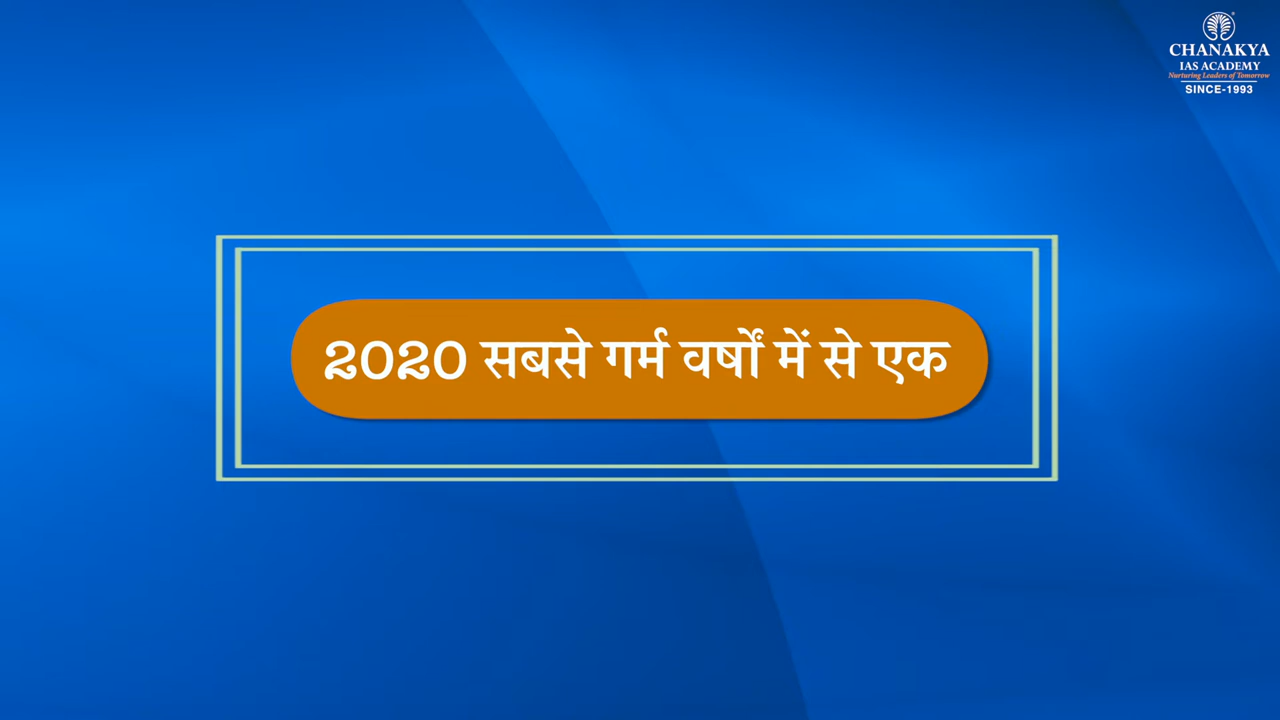 CHANAKYA
IAS ACADEMY
Nurturing Leaders of Tomorrow
SINCE-1993
2020 सबसे गर्म वर्षों में से एक